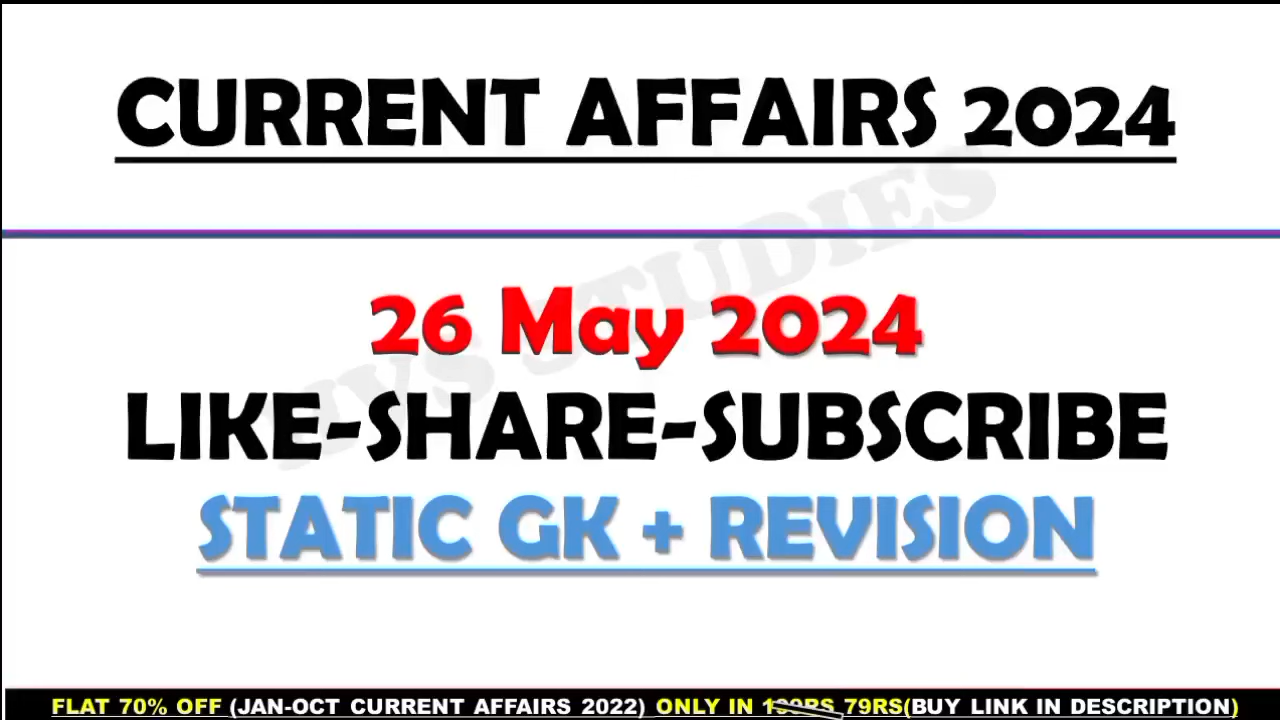 CURRENT AFFAIRS 2024
26 May 2024
LIKE-SHARE-SUBSCRIBE
STATIC GK + REVISION
FLAT 70% OFF (JAN-OCT CURRENT AFFAIRS 2022) ONLY IN 79RS(BUY LINK IN DESCRIPTION)